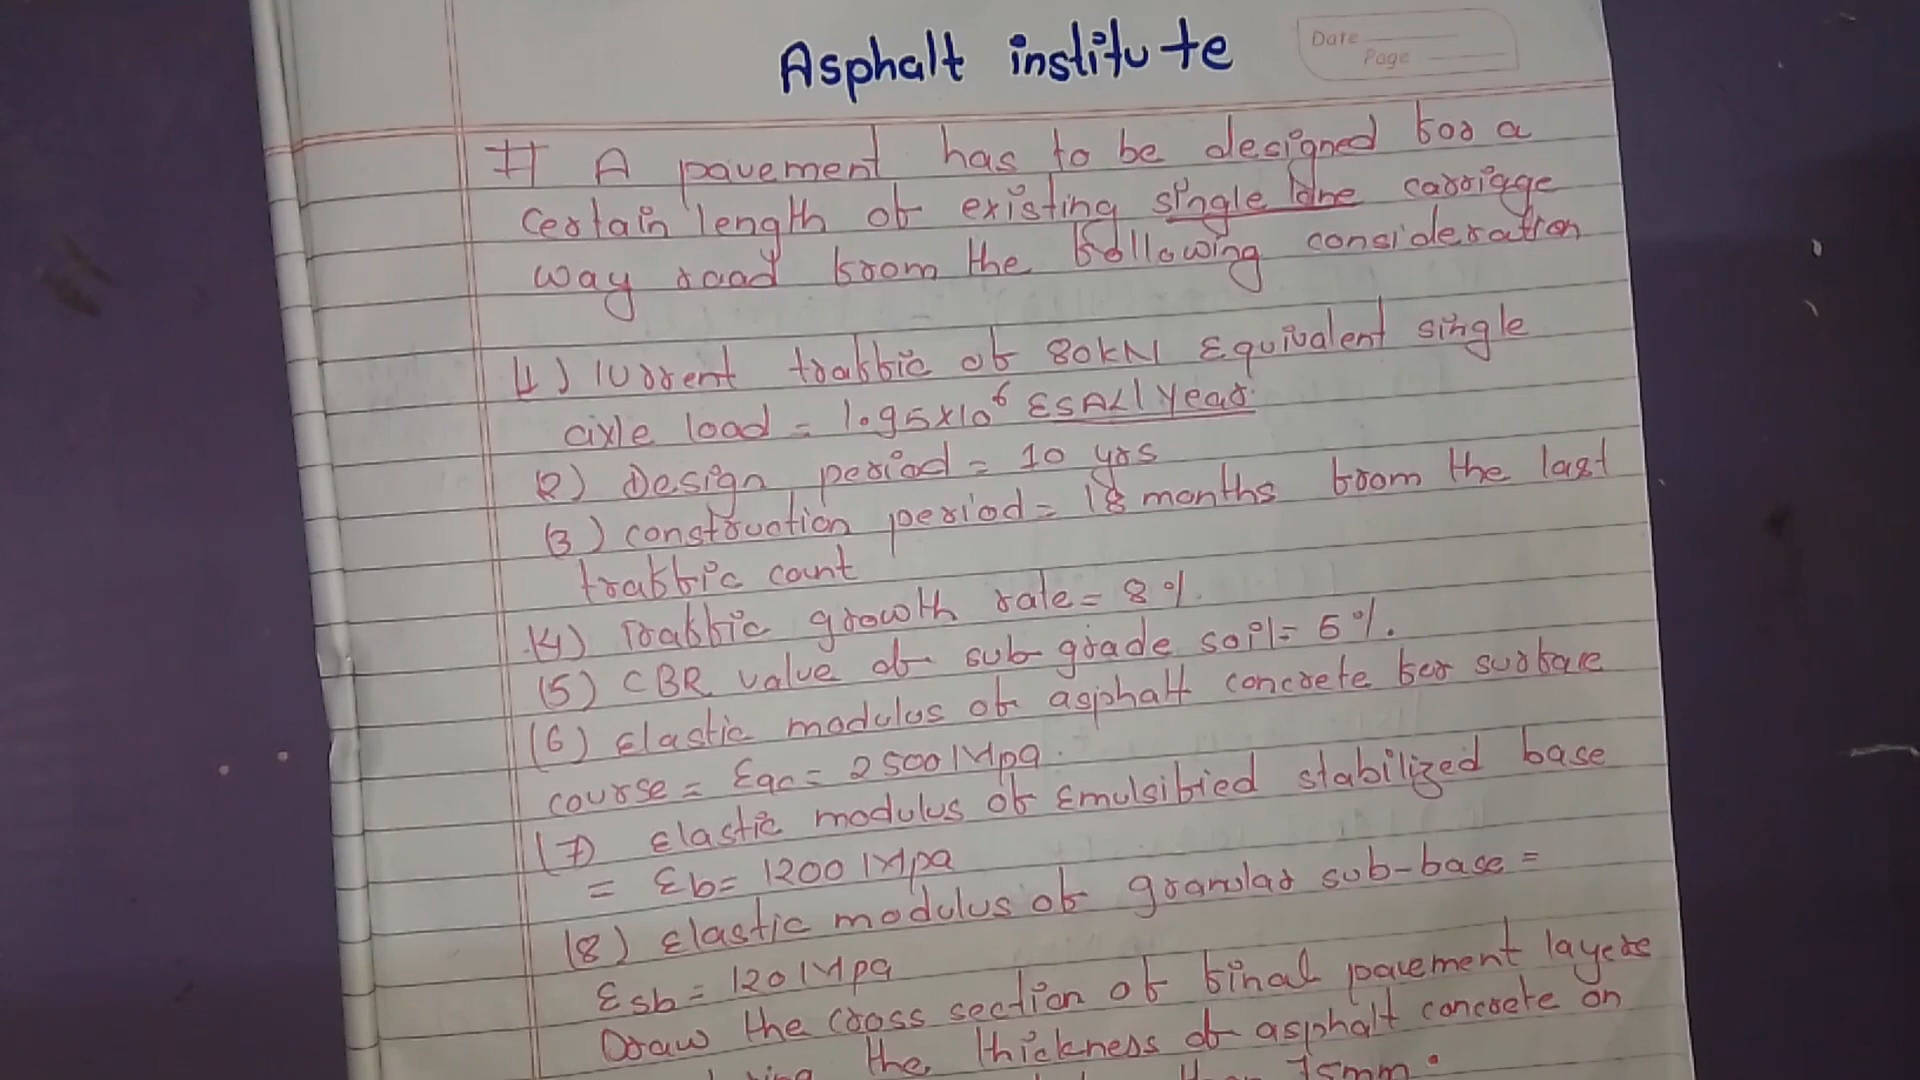 Asphalt institute
Date
Page
# A pavement has to be designed for a
certain length of existing single lane carriage
way road from the following consideration
1) Current traffic of 80kN Equivalent single
axle load = 1.95x10^6 ESAL/Year.
(2) Design period = 10 yrs
(3) construction period = 18 months from the last
traffic count
(4) Traffic growth rate = 8%.
(5) CBR value of sub grade soil = 5%.
(6) Elastic modulus of asphalt concrete for surface
course = Eac = 2500 Mpa.
(7) Elastic modulus of Emulsified stabilized base
= Eb = 1200 Mpa
(8) Elastic modulus of granular sub-base =
Esb = 120 Mpa
Draw the cross section of final pavement layers
the thickness of asphalt concrete on
75mm.